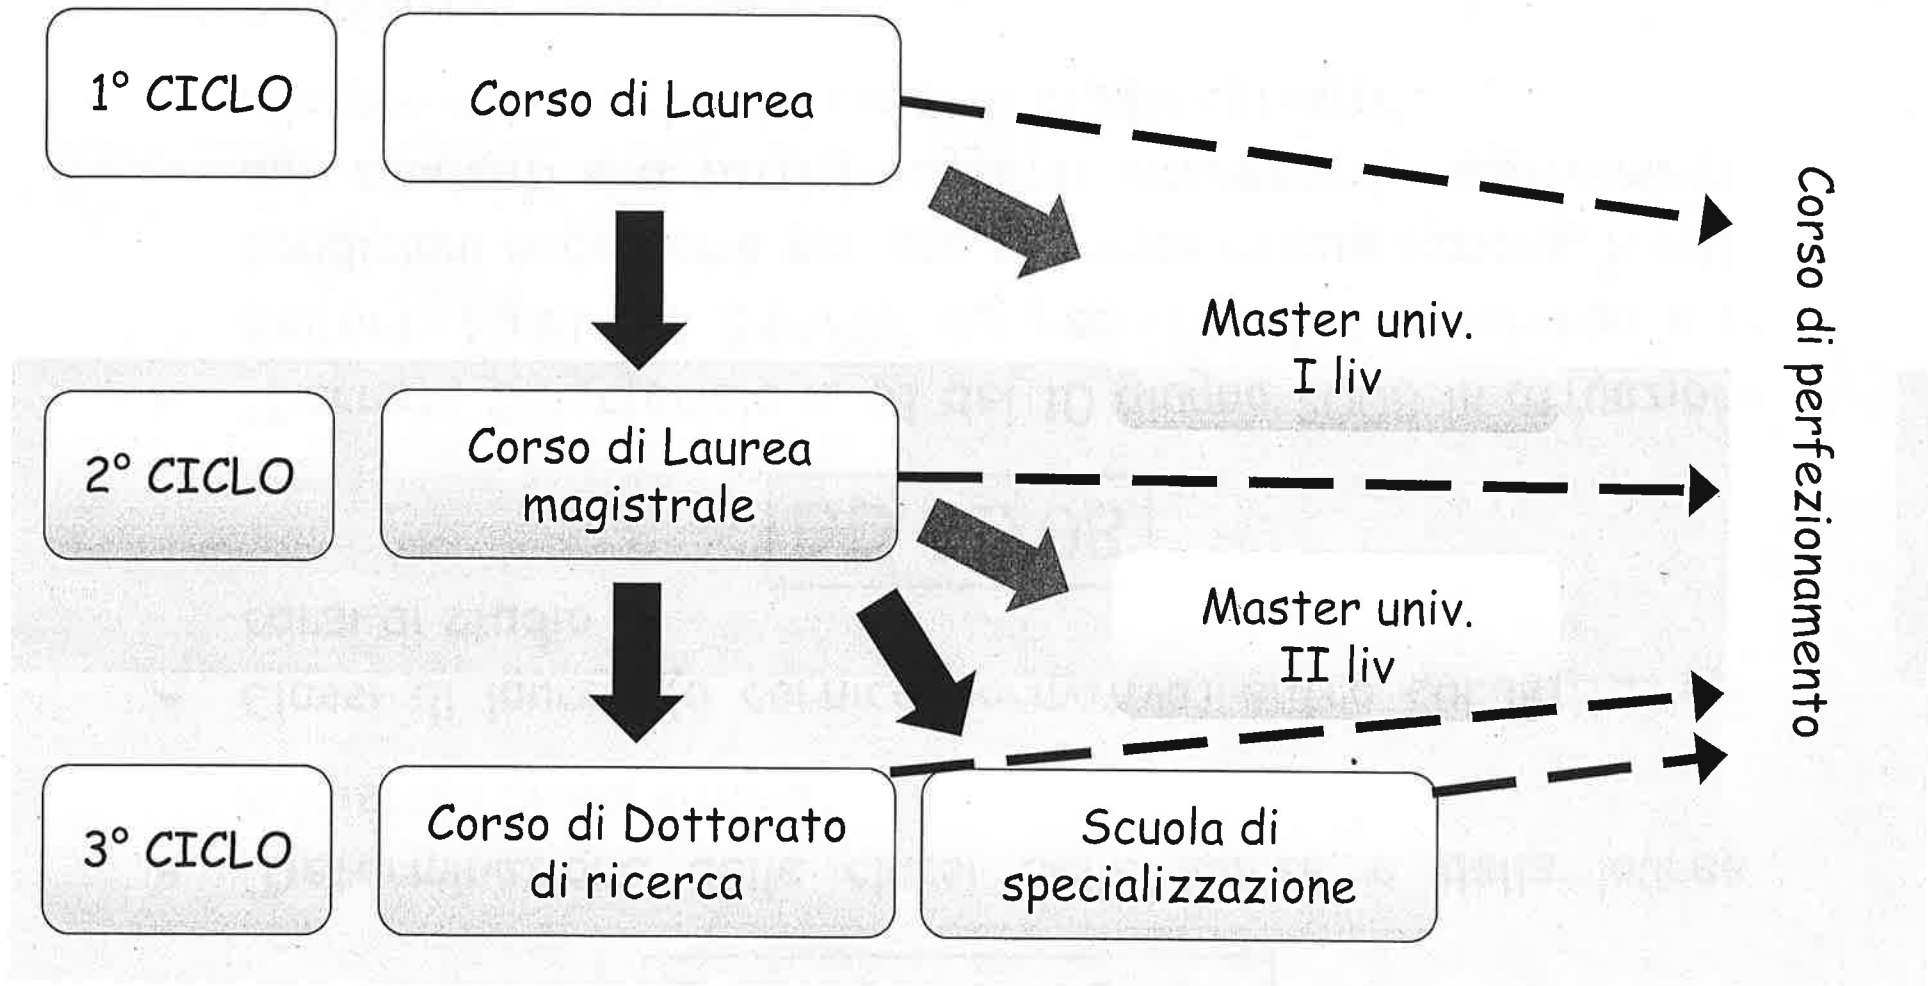 1° CICLO
Corso di Laurea
Master univ.
I liv
2° CICLO
Corso di Laurea
magistrale
Master univ.
II liv
3° CICLO
Corso di Dottorato
di ricerca
Scuola di
specializzazione
Corso di perfezionamento